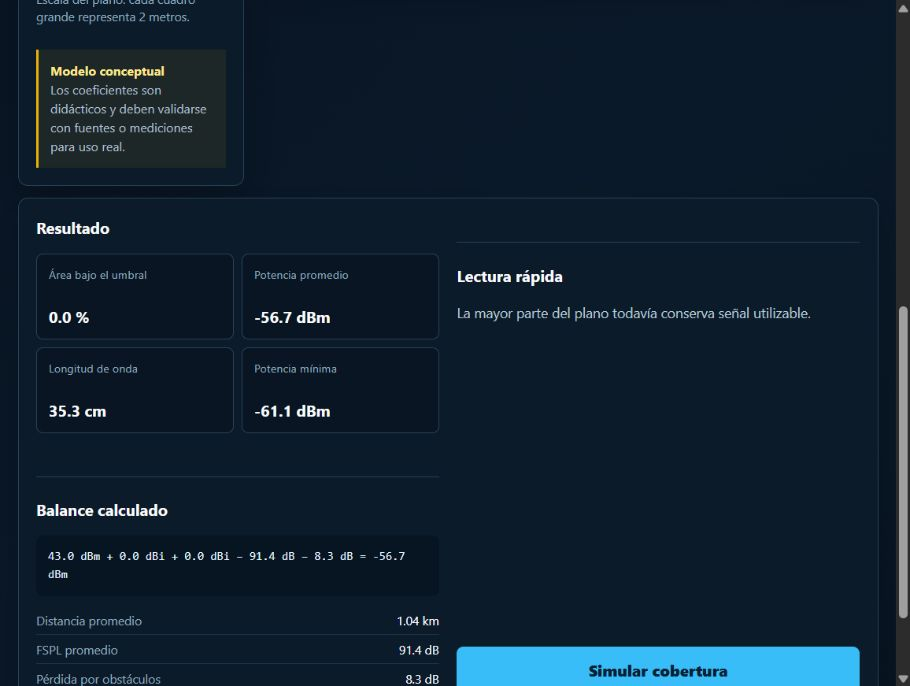 Escala del plano: cada cuadro
grande representa 2 metros.
Modelo conceptual
Los coeficientes son
didácticos y deben validarse
con fuentes o mediciones
para uso real.
Resultado
Área bajo el umbral
0.0 %
Potencia promedio
-56.7 dBm
Longitud de onda
35.3 cm
Potencia mínima
-61.1 dBm
Balance calculado
43.0 dBm + 0.0 dBi + 0.0 dBi − 91.4 dB − 8.3 dB = -56.7
dBm
Distancia promedio 1.04 km
FSPL promedio 91.4 dB
Pérdida por obstáculos 8.3 dB
Lectura rápida
La mayor parte del plano todavía conserva señal utilizable.
Simular cobertura